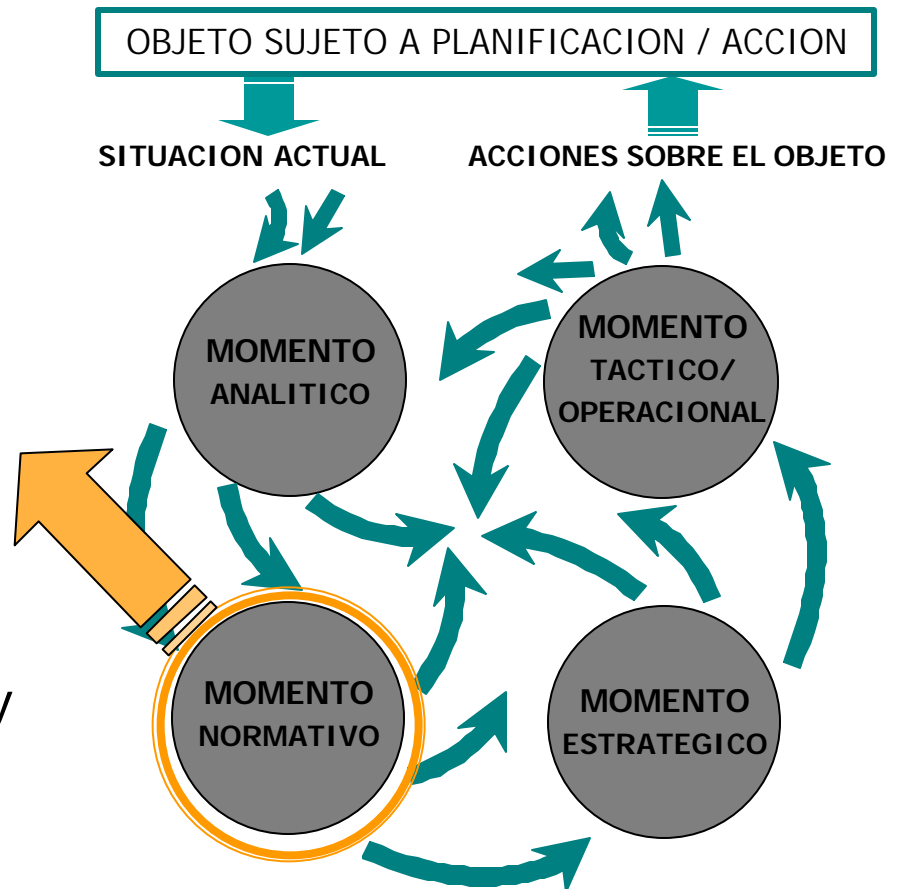 OBJETO SUJETO A PLANIFICACION / ACCION
SITUACION ACTUAL
ACCIONES SOBRE EL OBJETO
MOMENTO
ANALITICO
MOMENTO
TACTICO/
OPERACIONAL
/
MOMENTO
NORMATIVO
MOMENTO
ESTRATEGICO